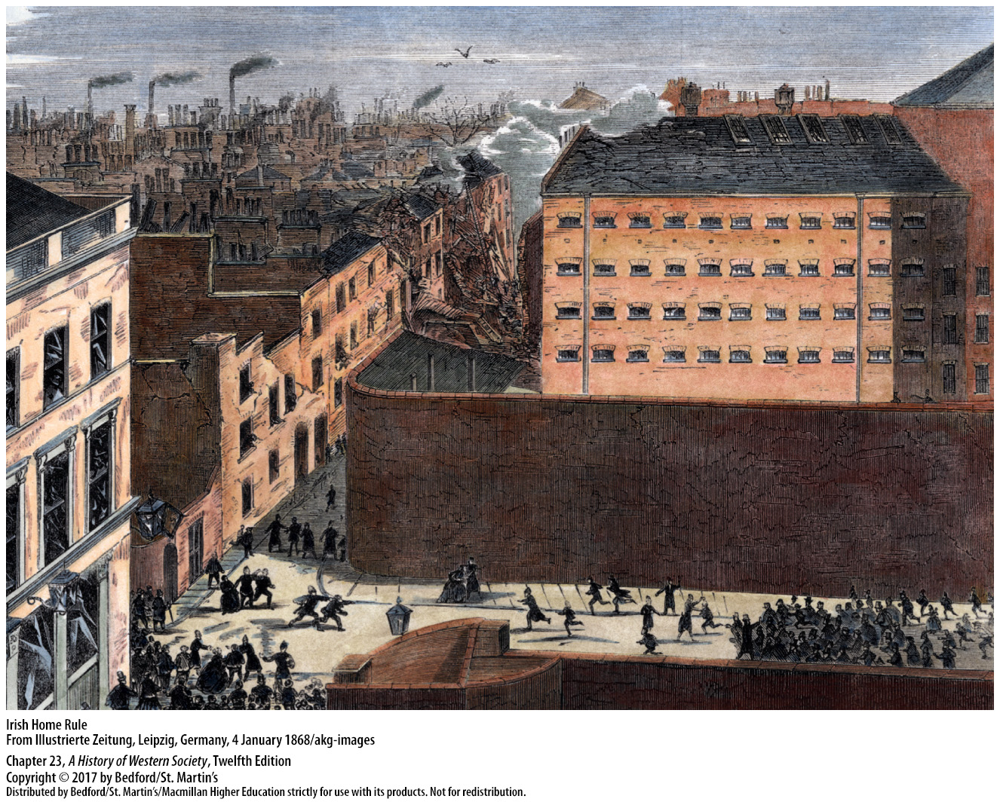 Irish Home Rule
From Illustrierte Zeitung, Leipzig, Germany, 4 January 1868/akg-images
Chapter 23, A History of Western Society, Twelfth Edition
Copyright © 2017 by Bedford/St. Martin's
Distributed by Bedford/St. Martin's/Macmillan Higher Education strictly for use with its products. Not for redistribution.